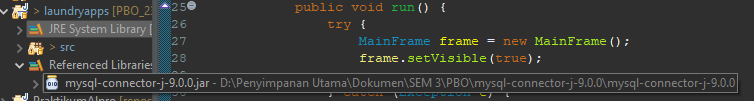 laundryapps [PBO_2
JRE System Library [
src
Referenced Libraries
mysql-connector-j-9.0.0.jar - D:\Penyimpanan Utama\Dokumen\SEM 3\PBO\mysql-connector-j-9.0.0\mysql-connector-j-9.0.0
25 public void run() {
26 try {
27 MainFrame frame = new MainFrame();
28 frame.setVisible(true);